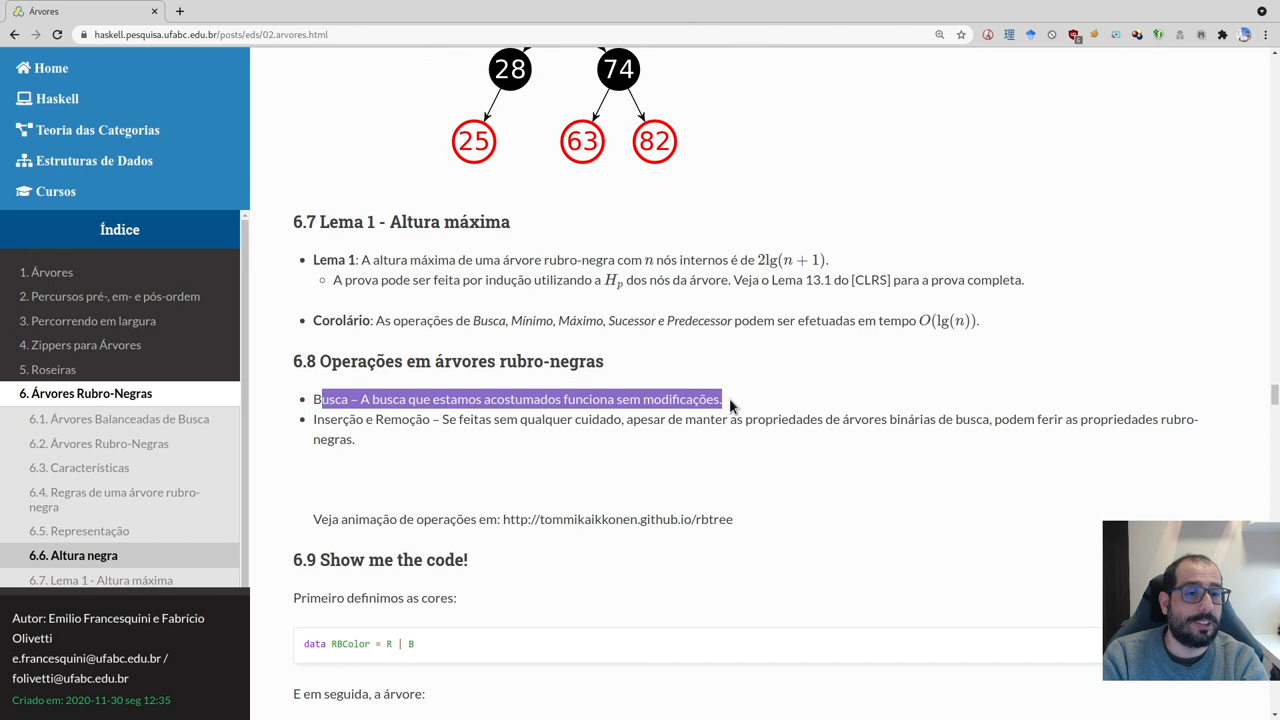 Árvores
haskell.pesquisa.ufabc.edu.br/posts/eds/02.arvores.html
Home
Haskell
Teoria das Categorias
Estruturas de Dados
Cursos
Índice
1. Árvores
2. Percursos pré-, em- e pós-ordem
3. Percorrendo em largura
4. Zippers para Árvores
5. Roseiras
6. Árvores Rubro-Negras
6.1. Árvores Balanceadas de Busca
6.2. Árvores Rubro-Negras
6.3. Características
6.4. Regras de uma árvore rubro-
negra
6.5. Representação
6.6. Altura negra
6.7. Lema 1 - Altura máxima
Autor: Emilio Francesquini e Fabrício
Olivetti
e.francesquini@ufabc.edu.br /
folivetti@ufabc.edu.br
Criado em: 2020-11-30 seg 12:35
28 74
25 63 82
6.7 Lema 1 - Altura máxima
• Lema 1: A altura máxima de uma árvore rubro-negra com n nós internos é de 2lg(n + 1).
◦ A prova pode ser feita por indução utilizando a Hp dos nós da árvore. Veja o Lema 13.1 do [CLRS] para a prova completa.
• Corolário: As operações de Busca, Mínimo, Máximo, Sucessor e Predecessor podem ser efetuadas em tempo O(lg(n)).
6.8 Operações em árvores rubro-negras
• Busca – A busca que estamos acostumados funciona sem modificações.
• Inserção e Remoção – Se feitas sem qualquer cuidado, apesar de manter as propriedades de árvores binárias de busca, podem ferir as propriedades rubro-
negras.
Veja animação de operações em: http://tommikaikkonen.github.io/rbtree
6.9 Show me the code!
Primeiro definimos as cores:
data RBColor = R | B
E em seguida, a árvore: